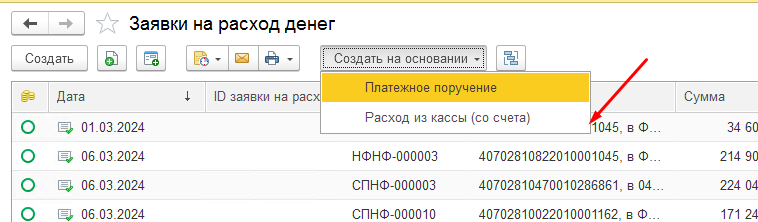 Заявки на расход денег
Создать
Создать на основании
Платежное поручение
Расход из кассы (со счета)
Дата ↓ ID заявки на расх Сумма
01.03.2024 1045, в Ф... 34 60
06.03.2024 НФНФ-000003 40702810822010001045, в Ф... 214 90
06.03.2024 СПНФ-000003 40702810470010286861, в 04... 224 04
06.03.2024 СПНФ-000010 40702810022010001162, в Ф... 171 24